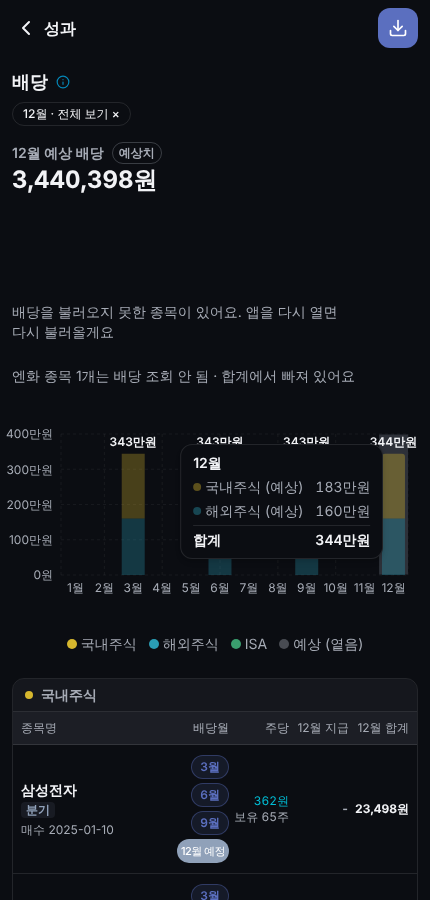 성과
배당
12월 · 전체 보기 ×
12월 예상 배당 예상치
3,440,398원
배당을 불러오지 못한 종목이 있어요. 앱을 다시 열면
다시 불러올게요
엔화 종목 1개는 배당 조회 안 됨 · 합계에서 빠져 있어요
400만원
300만원
200만원
100만원
0원
343만원 343만원 343만원 344만원
12월
국내주식 (예상) 183만원
해외주식 (예상) 160만원
합계 344만원
1월 2월 3월 4월 5월 6월 7월 8월 9월 10월 11월 12월
국내주식 해외주식 ISA 예상 (옅음)
국내주식
종목명 배당월 주당 12월 지급 12월 합계
삼성전자
분기
매수 2025-01-10
3월
6월
9월
12월 예정
362원
보유 65주
- 23,498원
3월